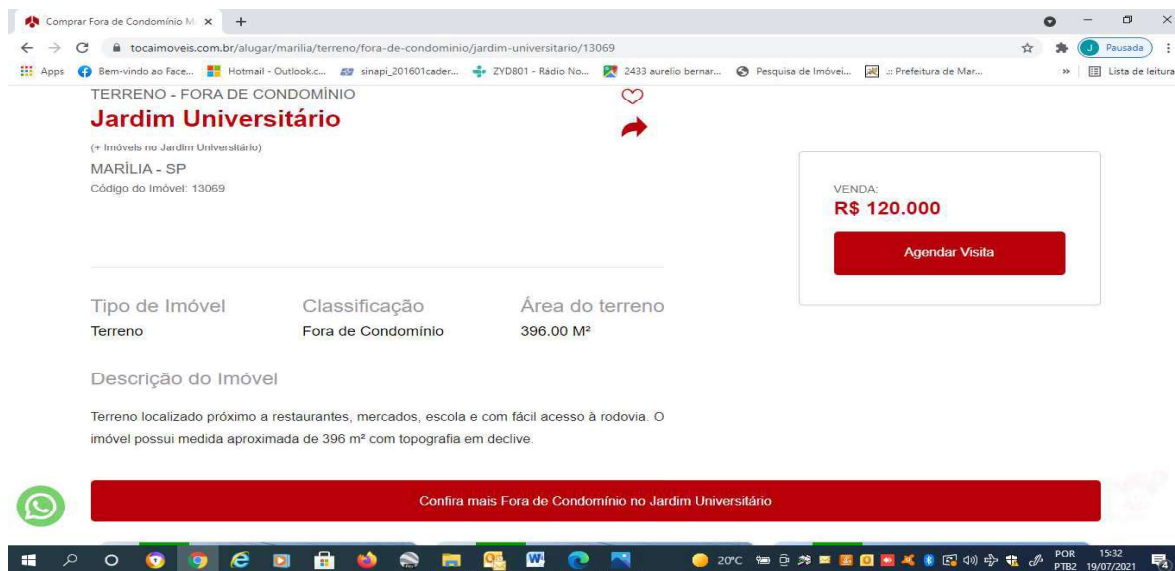 Comprar Fora de Condomínio M
tocaimoveis.com.br/alugar/marilia/terreno/fora-de-condominio/jardim-universitario/13069
J Pausada
Apps Bem-vindo ao Face... Hotmail - Outlook.c... sinapi_201601cader... ZYD801 - Rádio No... 2433 aurelio bernar... Pesquisa de Imóvei... .:: Prefeitura de Mar... » Lista de leitura
TERRENO - FORA DE CONDOMÍNIO
Jardim Universitário
(+ Imóveis no Jardim Universitário)
MARÍLIA - SP
Código do Imóvel: 13069
VENDA:
R$ 120.000
Agendar Visita
Tipo de Imóvel Classificação Área do terreno
Terreno Fora de Condomínio 396.00 M²
Descrição do Imóvel
Terreno localizado próximo a restaurantes, mercados, escola e com fácil acesso à rodovia. O
imóvel possui medida aproximada de 396 m² com topografia em declive.
Confira mais Fora de Condomínio no Jardim Universitário
20°C POR 15:32
PTB2 19/07/2021